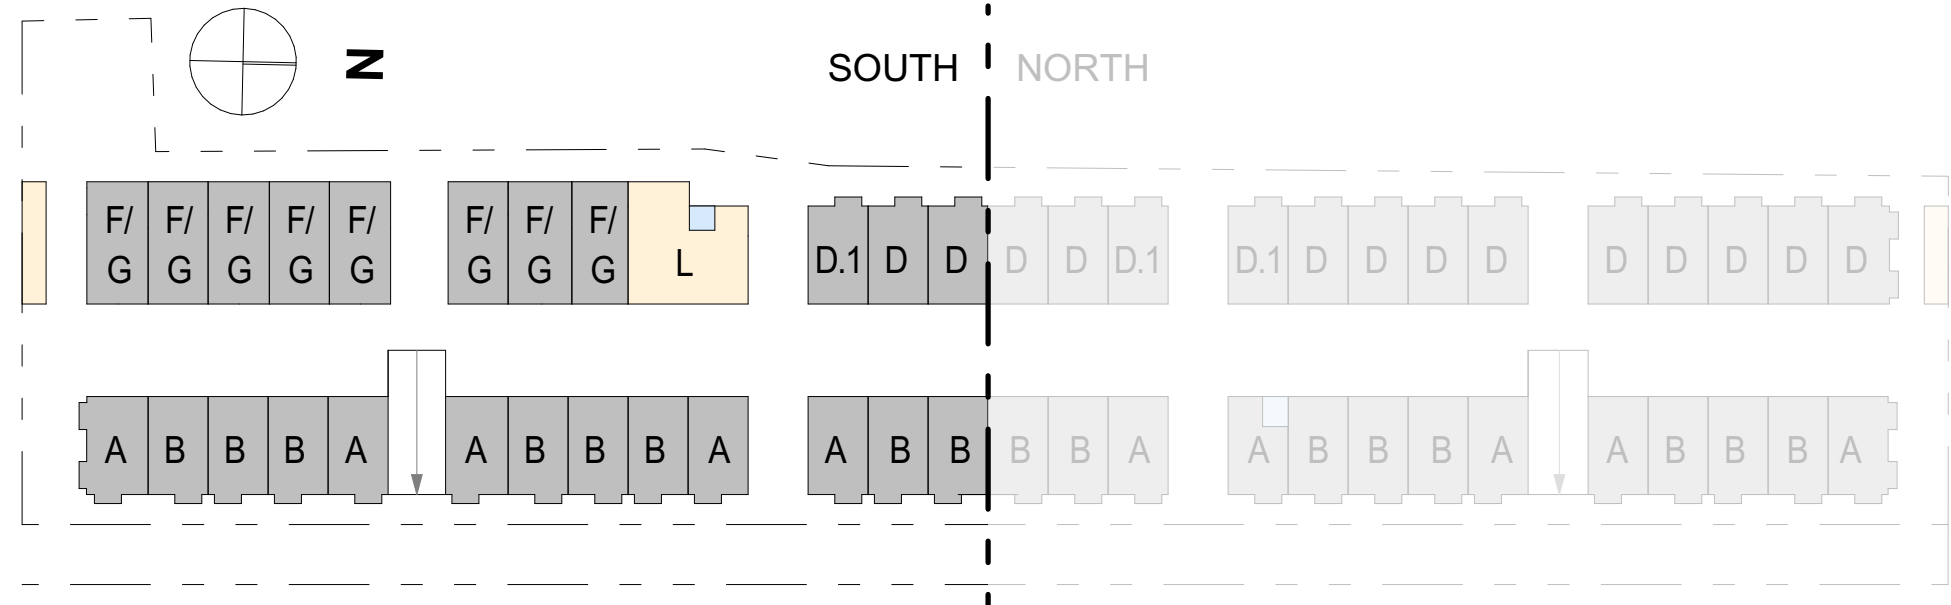 N
SOUTH NORTH
F/ F/ F/ F/ F/ F/ F/ F/
G G G G G G G G L D.1 D D D D D.1 D.1 D D D D D D D D D
A B B B A A B B B A A B B B B A A B B B A A B B B A